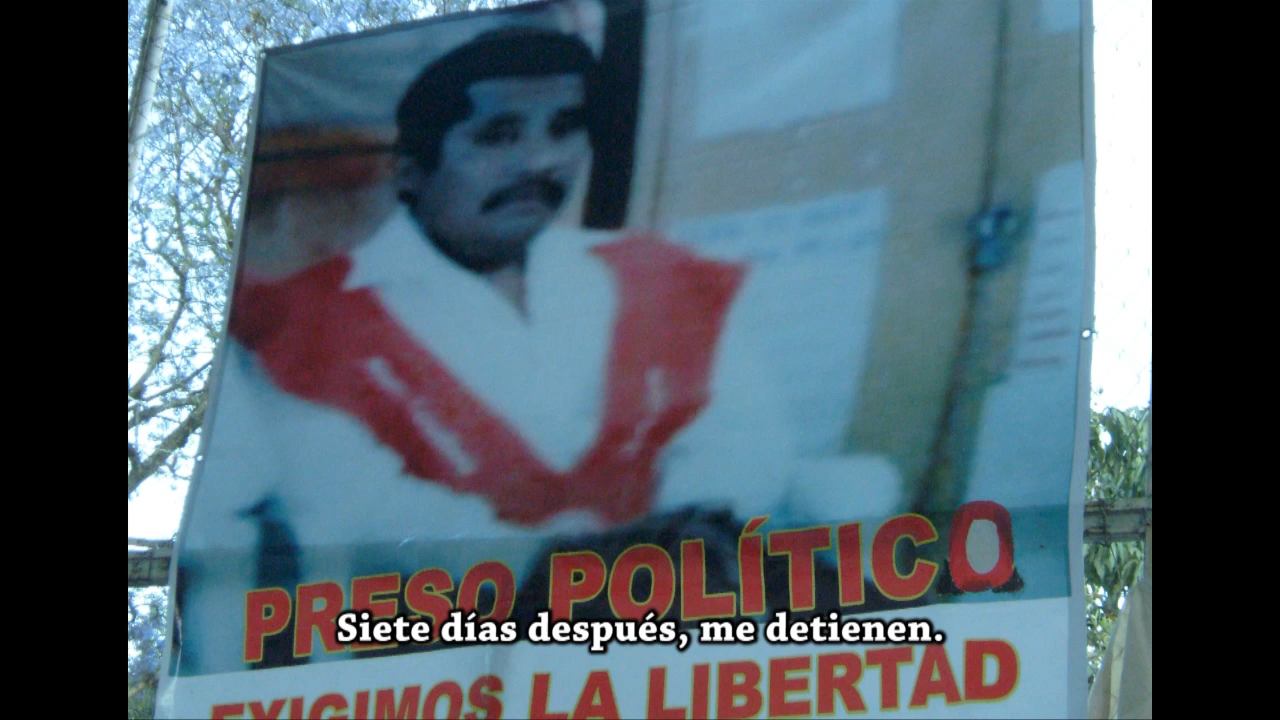 PRESO POLÍTICO
Siete días después, me detienen.
EXIGIMOS LA LIBERTAD